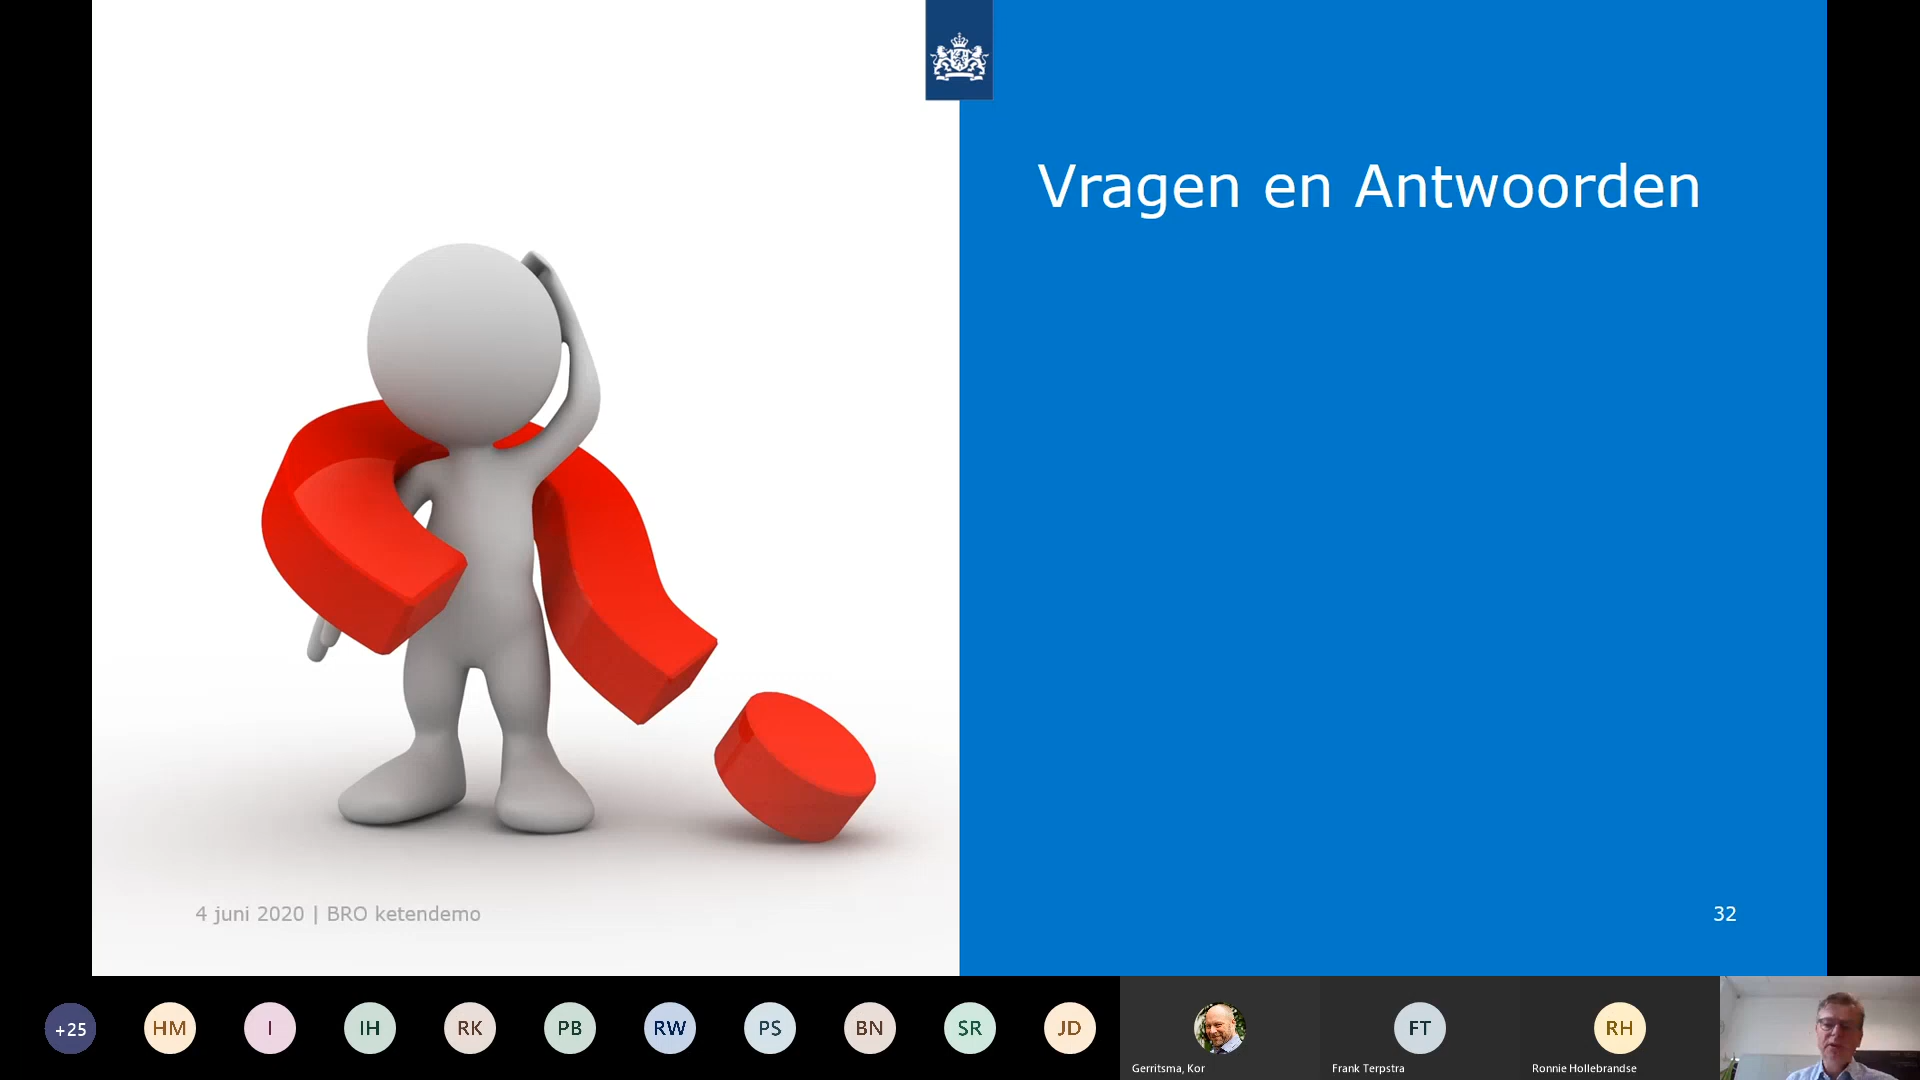 Vragen en Antwoorden
4 juni 2020 | BRO ketendemo
32
+25
HM
I
IH
RK
PB
RW
PS
BN
SR
JD
Gerritsma, Kor
FT
Frank Terpstra
RH
Ronnie Hollebrandse